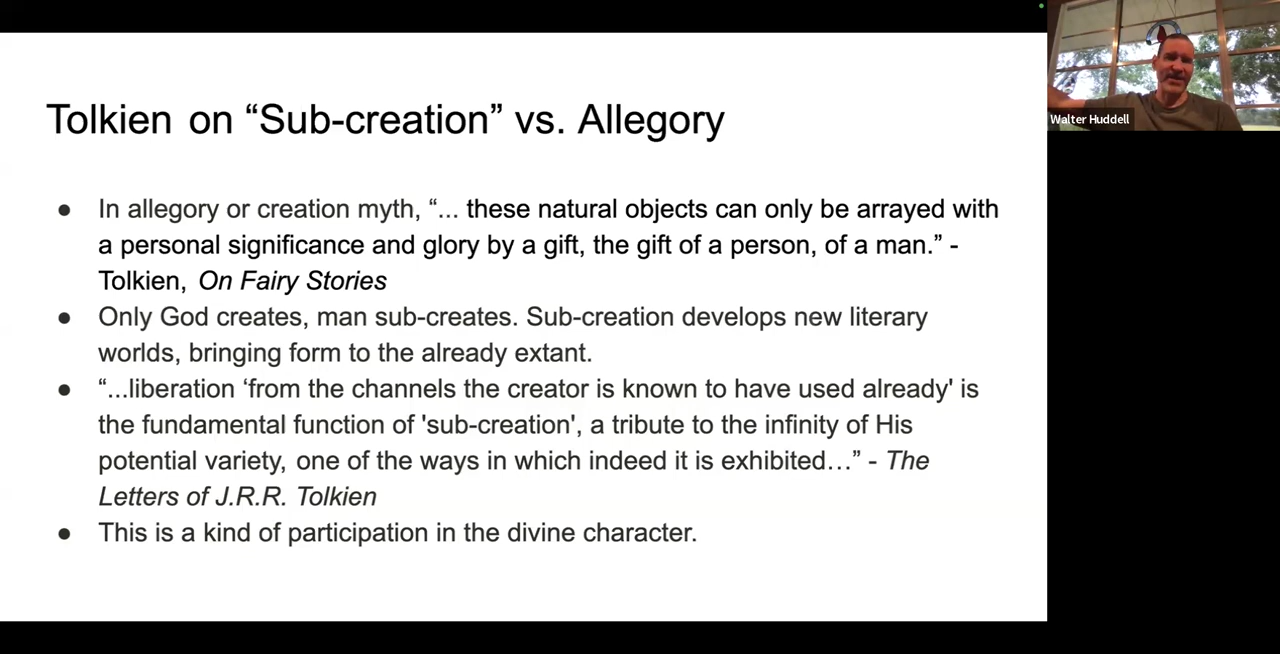 Tolkien on “Sub-creation” vs. Allegory
Walter Huddell
● In allegory or creation myth, “... these natural objects can only be arrayed with
a personal significance and glory by a gift, the gift of a person, of a man.” -
Tolkien, On Fairy Stories
● Only God creates, man sub-creates. Sub-creation develops new literary
worlds, bringing form to the already extant.
● “...liberation ‘from the channels the creator is known to have used already' is
the fundamental function of 'sub-creation', a tribute to the infinity of His
potential variety, one of the ways in which indeed it is exhibited…” - The
Letters of J.R.R. Tolkien
● This is a kind of participation in the divine character.